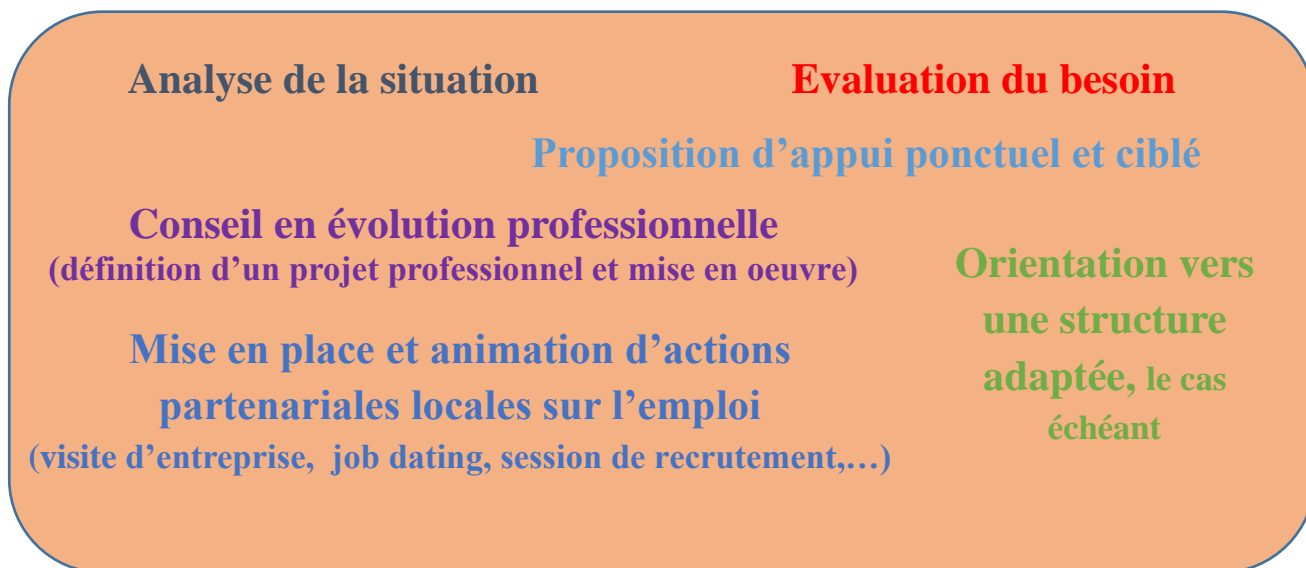 Analyse de la situation
Evaluation du besoin
Proposition d’appui ponctuel et ciblé
Conseil en évolution professionnelle
(définition d’un projet professionnel et mise en oeuvre)
Orientation vers
une structure
adaptée, le cas
échéant
Mise en place et animation d’actions
partenariales locales sur l’emploi
(visite d’entreprise, job dating, session de recrutement,…)